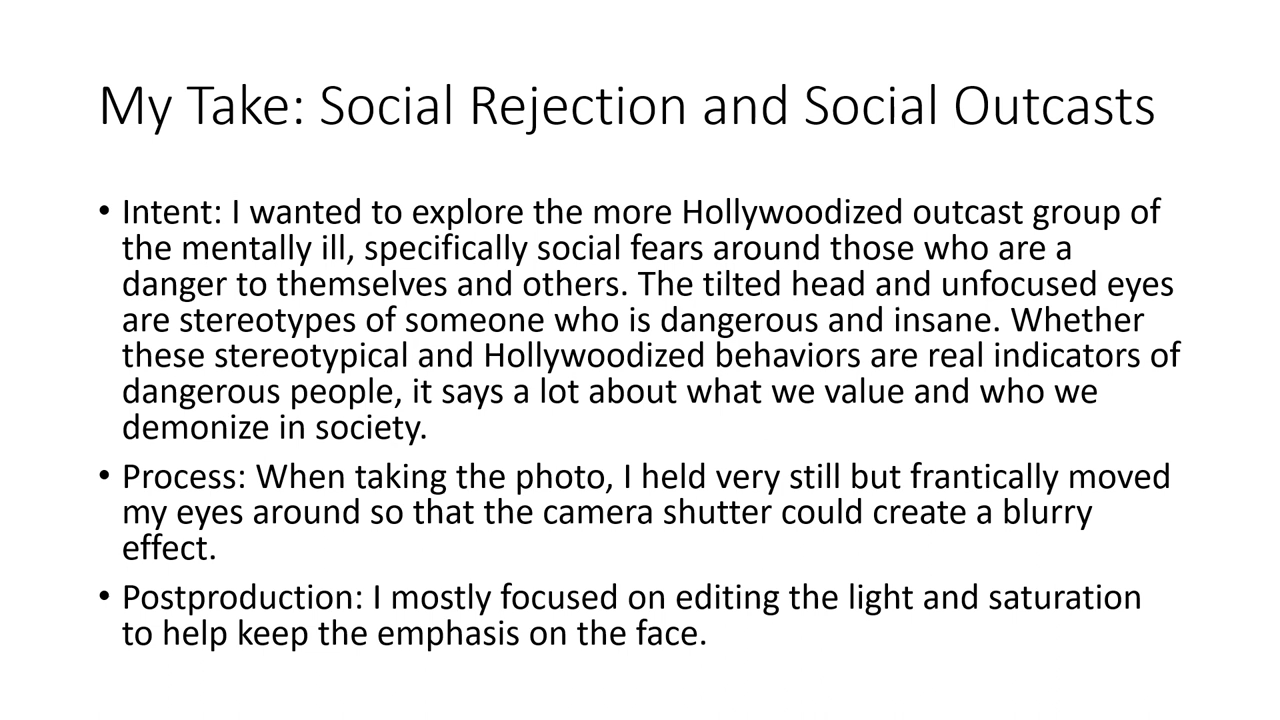 My Take: Social Rejection and Social Outcasts
• Intent: I wanted to explore the more Hollywoodized outcast group of
the mentally ill, specifically social fears around those who are a
danger to themselves and others. The tilted head and unfocused eyes
are stereotypes of someone who is dangerous and insane. Whether
these stereotypical and Hollywoodized behaviors are real indicators of
dangerous people, it says a lot about what we value and who we
demonize in society.
• Process: When taking the photo, I held very still but frantically moved
my eyes around so that the camera shutter could create a blurry
effect.
• Postproduction: I mostly focused on editing the light and saturation
to help keep the emphasis on the face.